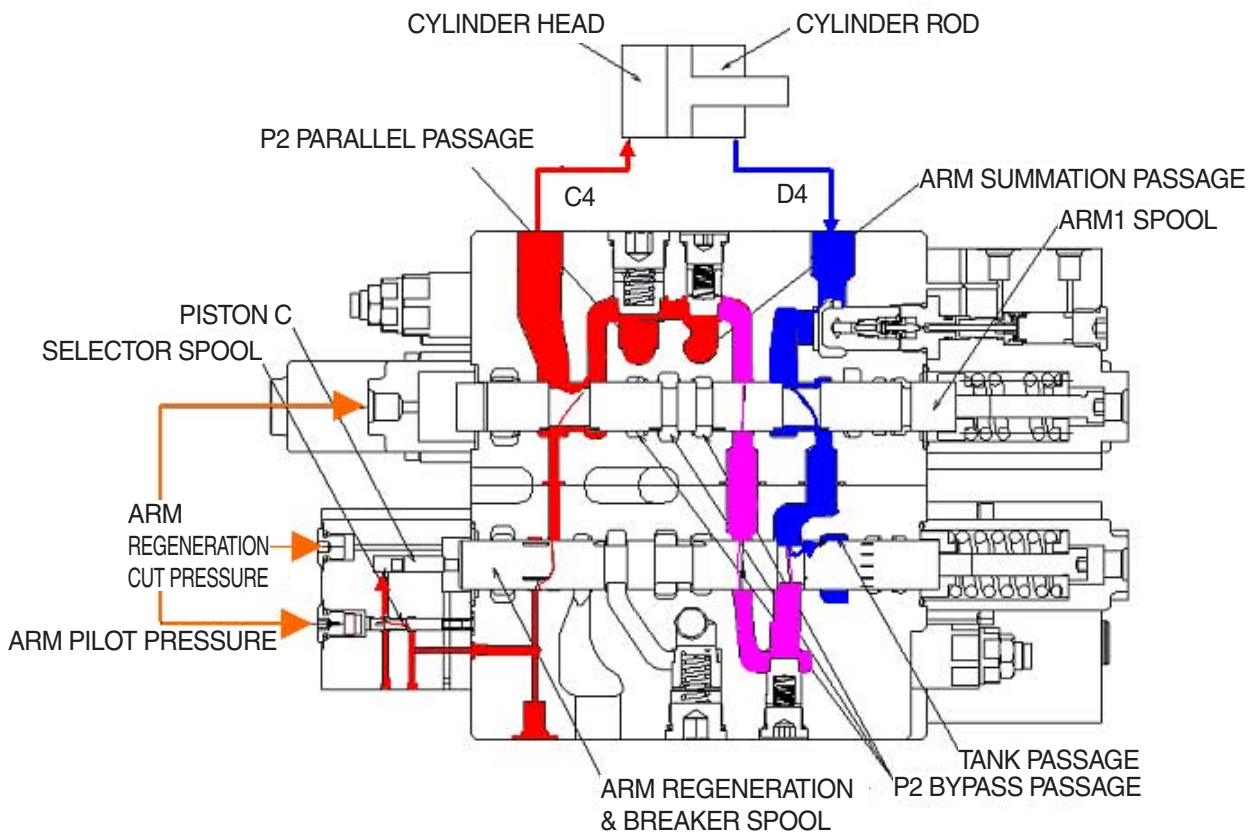 CYLINDER HEAD
CYLINDER ROD
P2 PARALLEL PASSAGE
ARM SUMMATION PASSAGE
C4
D4
ARM1 SPOOL
PISTON C
SELECTOR SPOOL
ARM
REGENERATION
CUT PRESSURE
ARM PILOT PRESSURE
TANK PASSAGE
P2 BYPASS PASSAGE
ARM REGENERATION
& BREAKER SPOOL